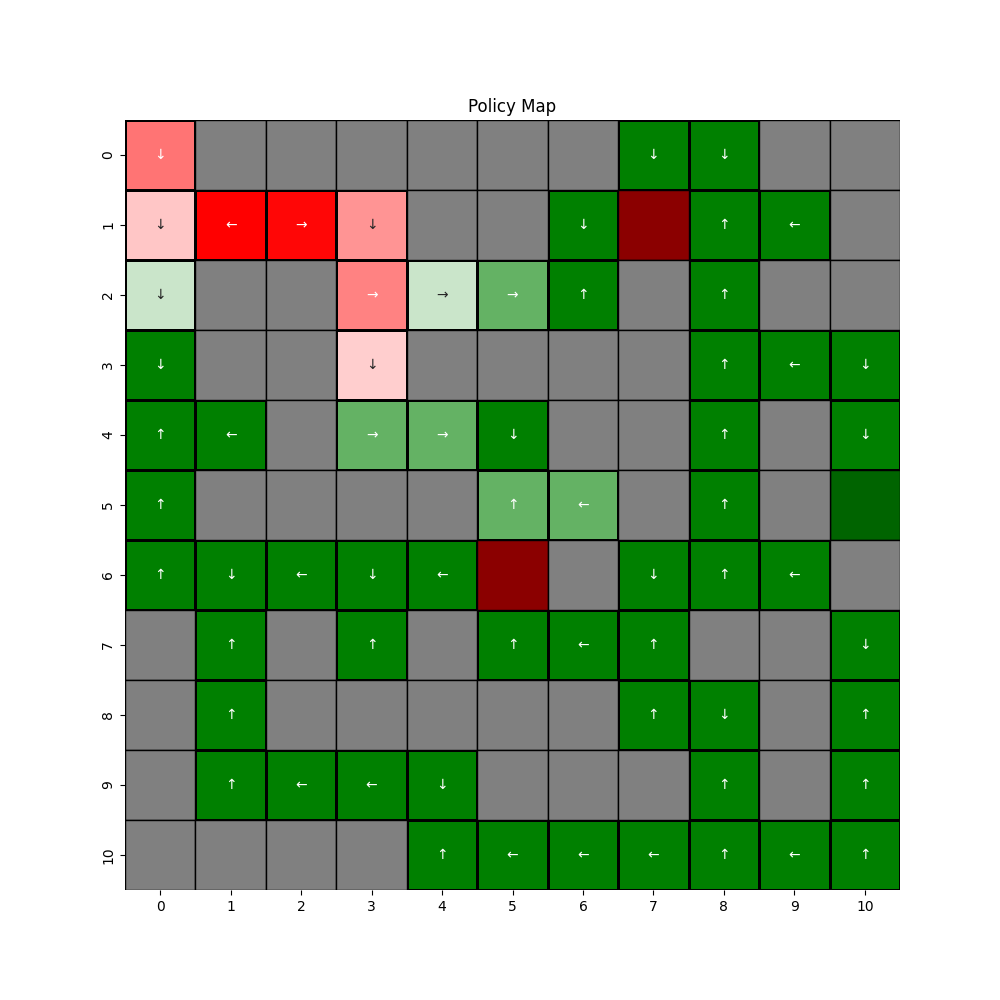 Policy Map
0 ↓ ↓ ↓
1 ↓ ← → ↓ ↓ ↑ ←
2 ↓ → → → ↑ ↑
3 ↓ ↓ ↑ ← ↓
4 ↑ ← → → ↓ ↑ ↓
5 ↑ ↑ ← ↑
6 ↑ ↓ ← ↓ ← ↓ ↑ ←
7 ↑ ↑ ↑ ← ↑ ↓
8 ↑ ↑ ↓ ↑
9 ↑ ← ← ↓ ↑ ↑
10 ↑ ← ← ← ↑ ← ↑
0 1 2 3 4 5 6 7 8 9 10